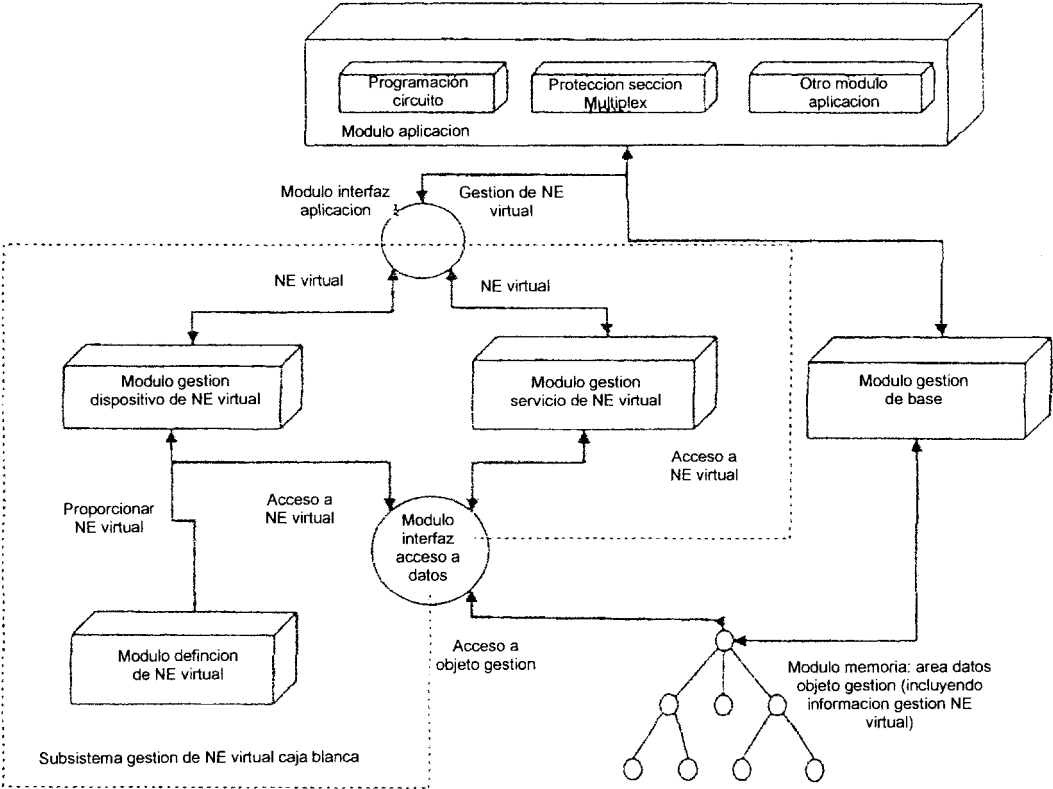 Programación
circuito
Proteccion seccion
Multiplex
Otro modulo
aplicacion
Modulo aplicacion
Modulo interfaz
aplicacion
Gestion de NE
virtual
NE virtual
NE virtual
Modulo gestion
dispositivo de NE virtual
Modulo gestion
servicio de NE virtual
Modulo gestion
de base
Proporcionar
NE virtual
Acceso a
NE virtual
Acceso a
NE virtual
Modulo
interfaz
acceso a
datos
Modulo defincion
de NE virtual
Acceso a
objeto gestion
Modulo memoria: area datos
objeto gestion (incluyendo
informacion gestion NE
virtual)
Subsistema gestion de NE virtual caja blanca